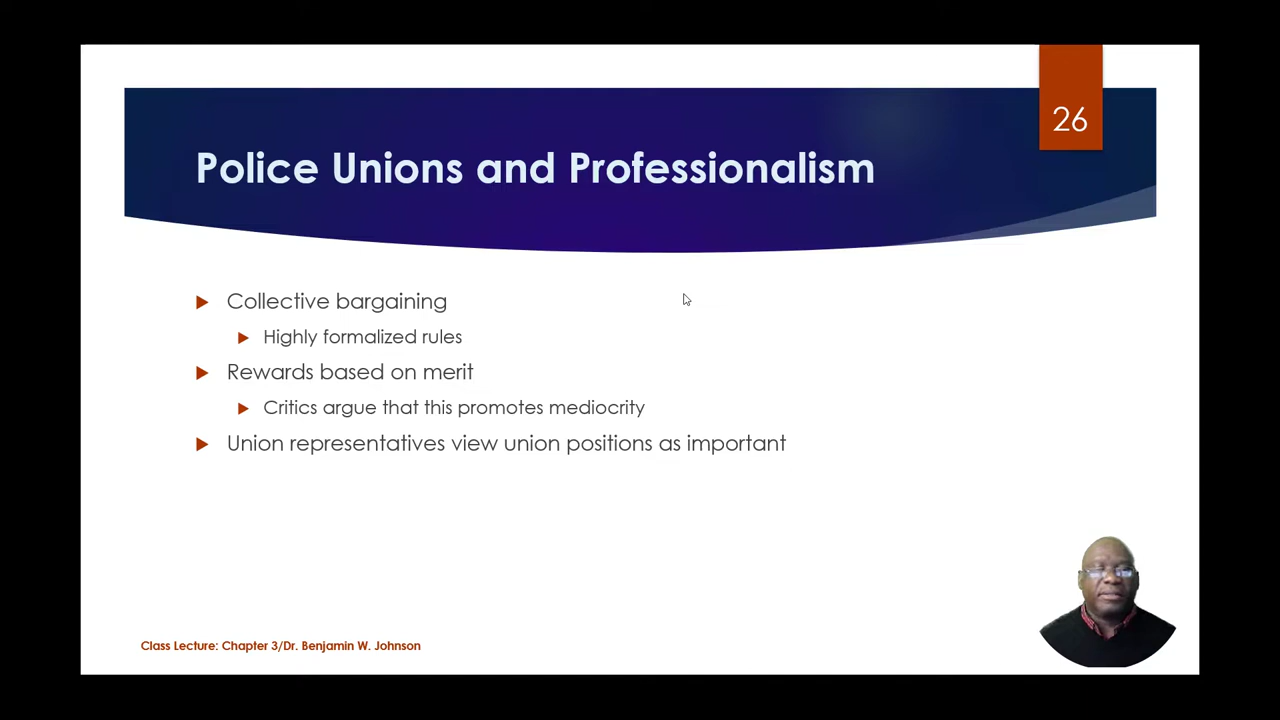 26
Police Unions and Professionalism
Collective bargaining
Highly formalized rules
Rewards based on merit
Critics argue that this promotes mediocrity
Union representatives view union positions as important
Class Lecture: Chapter 3/Dr. Benjamin W. Johnson